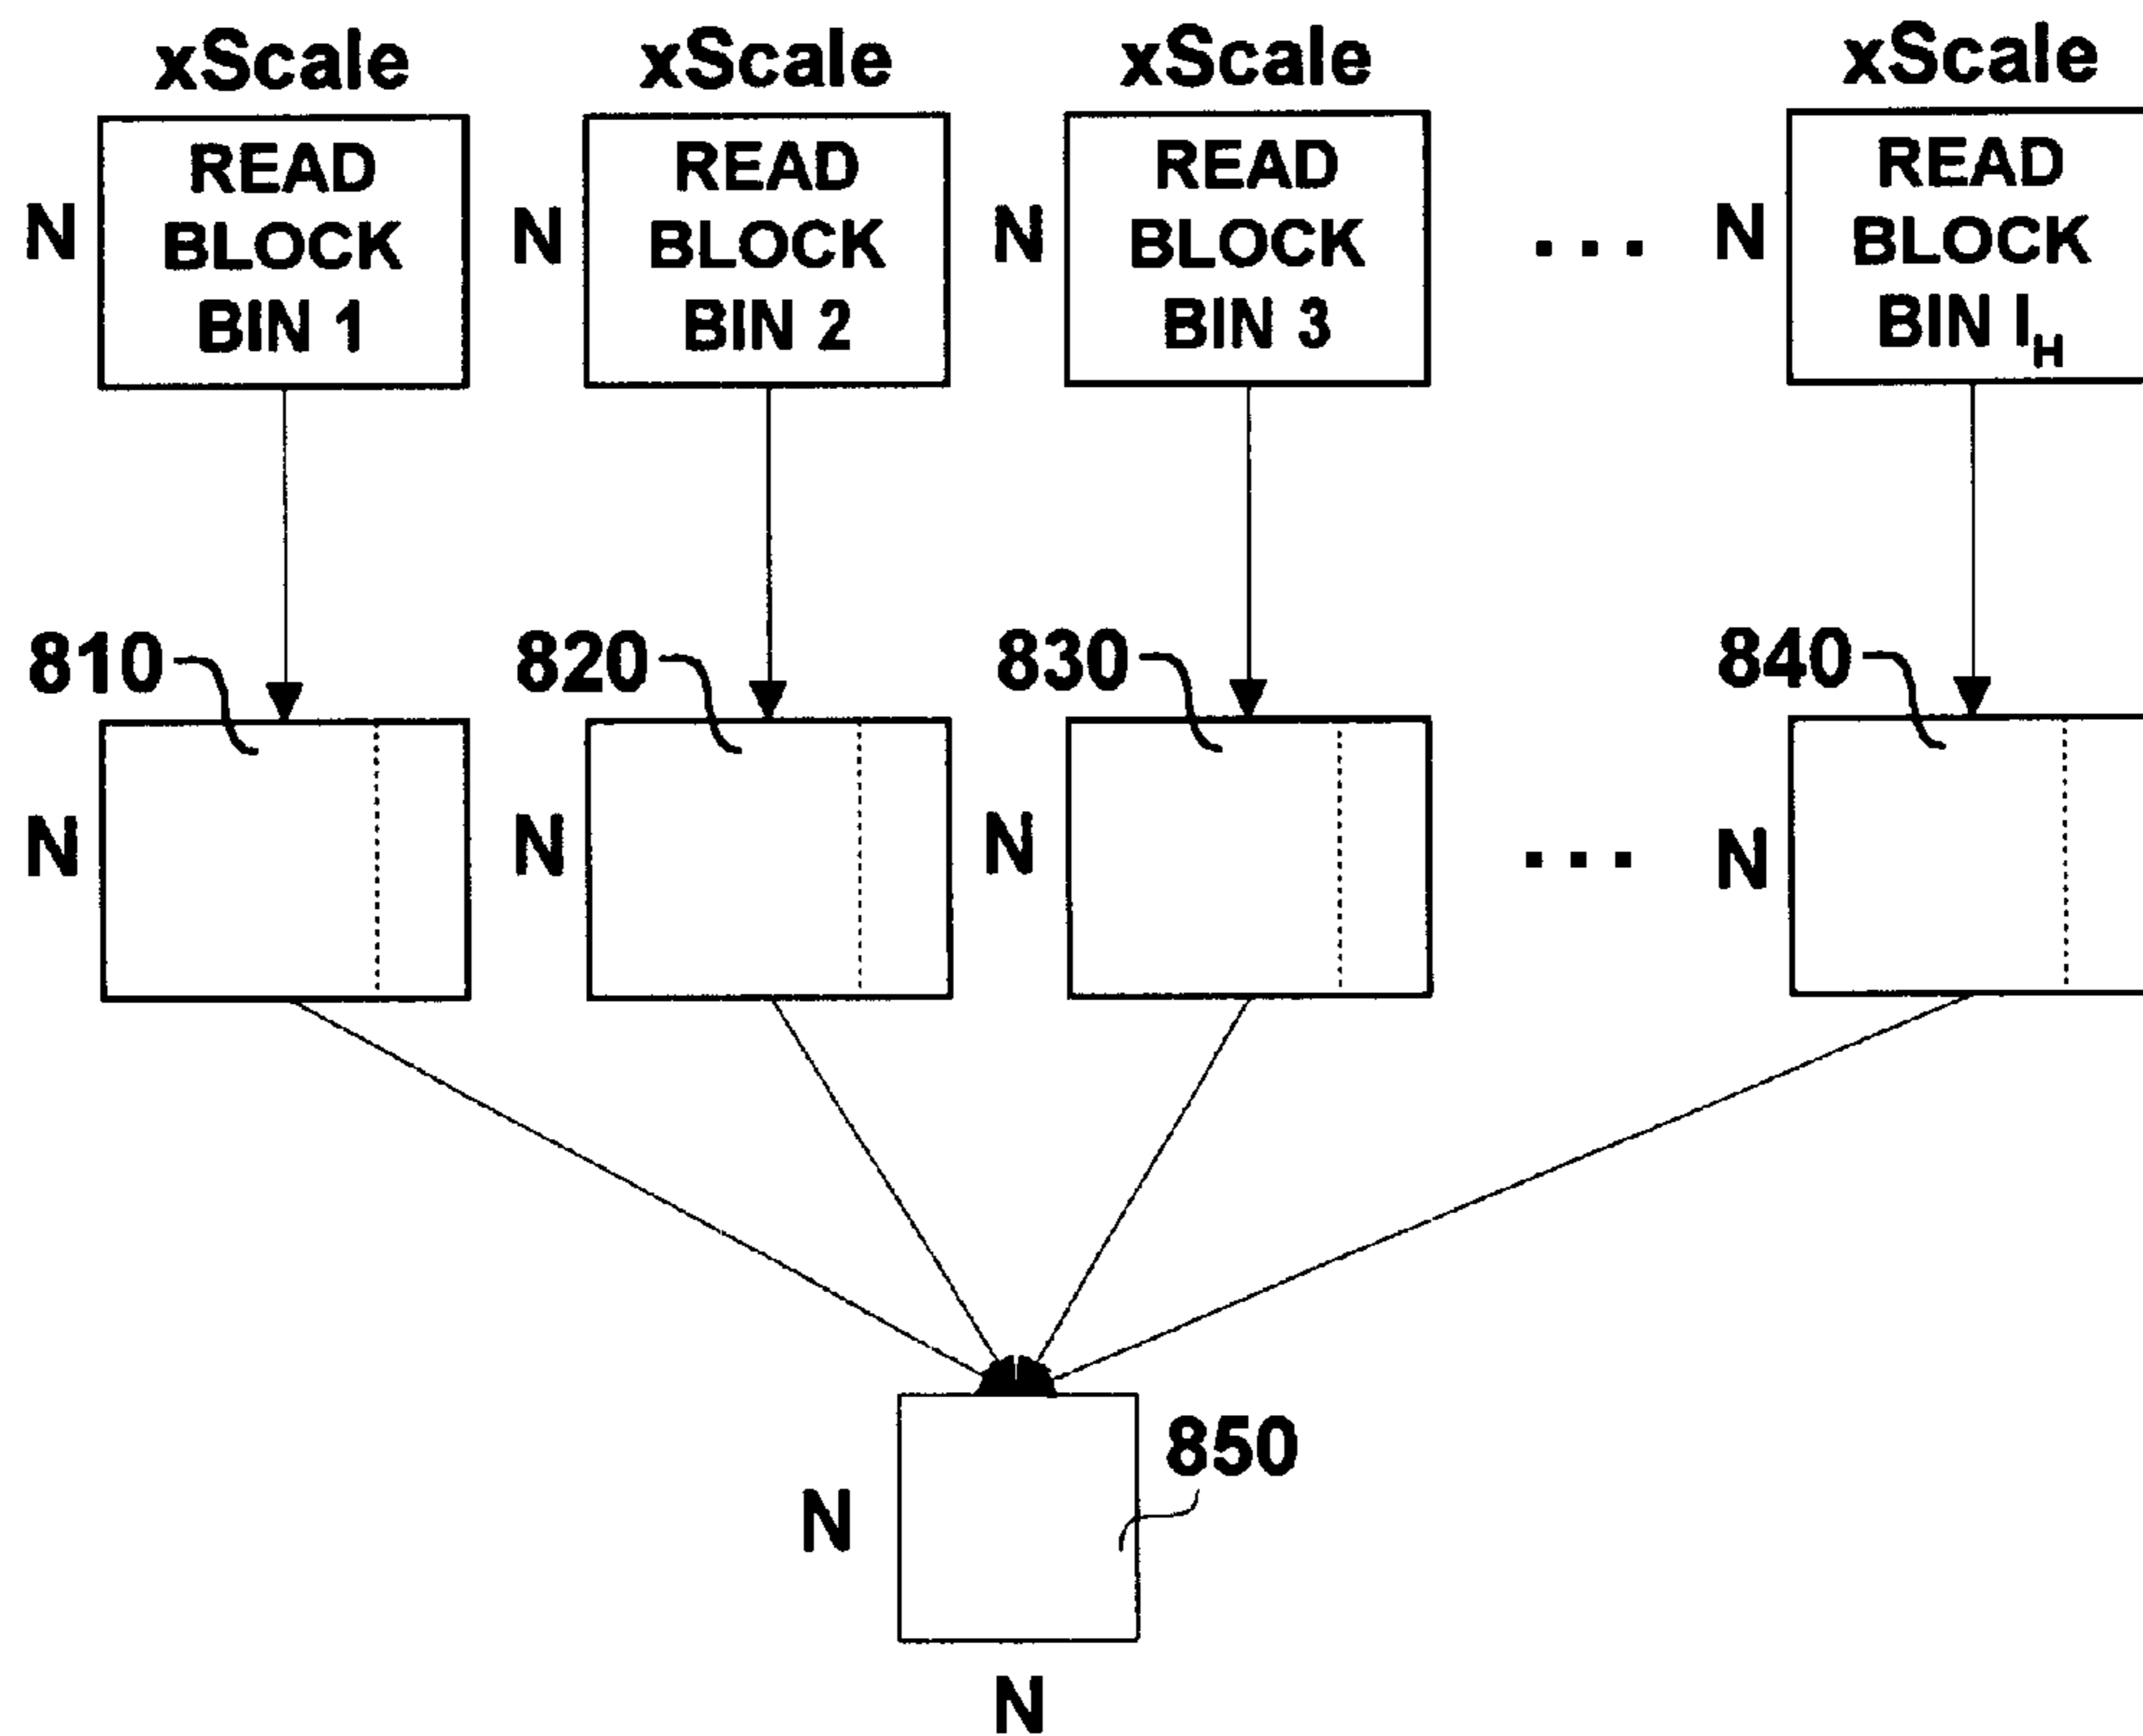 xScale xScale xScale xScale
N READ BLOCK BIN 1
N READ BLOCK BIN 2
N READ BLOCK BIN 3
...
N READ BLOCK BIN I_H
810 820 830 840
N N N ... N
850
N
N